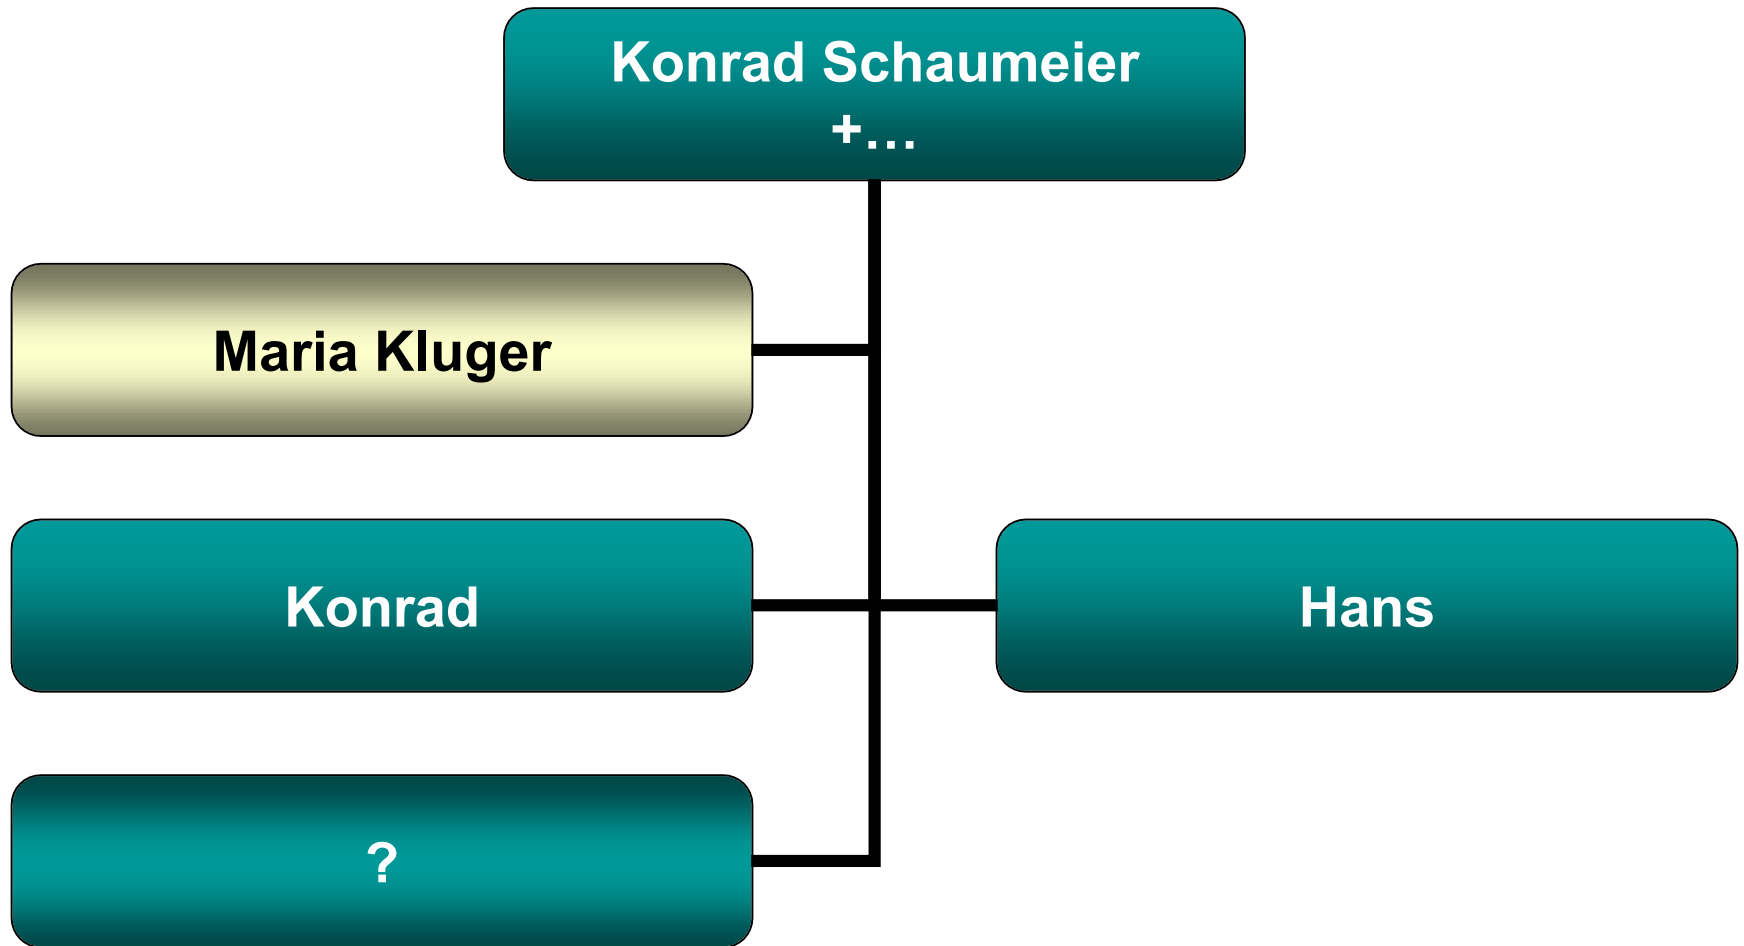 Konrad Schaumeier
+…
Maria Kluger
Konrad
Hans
?